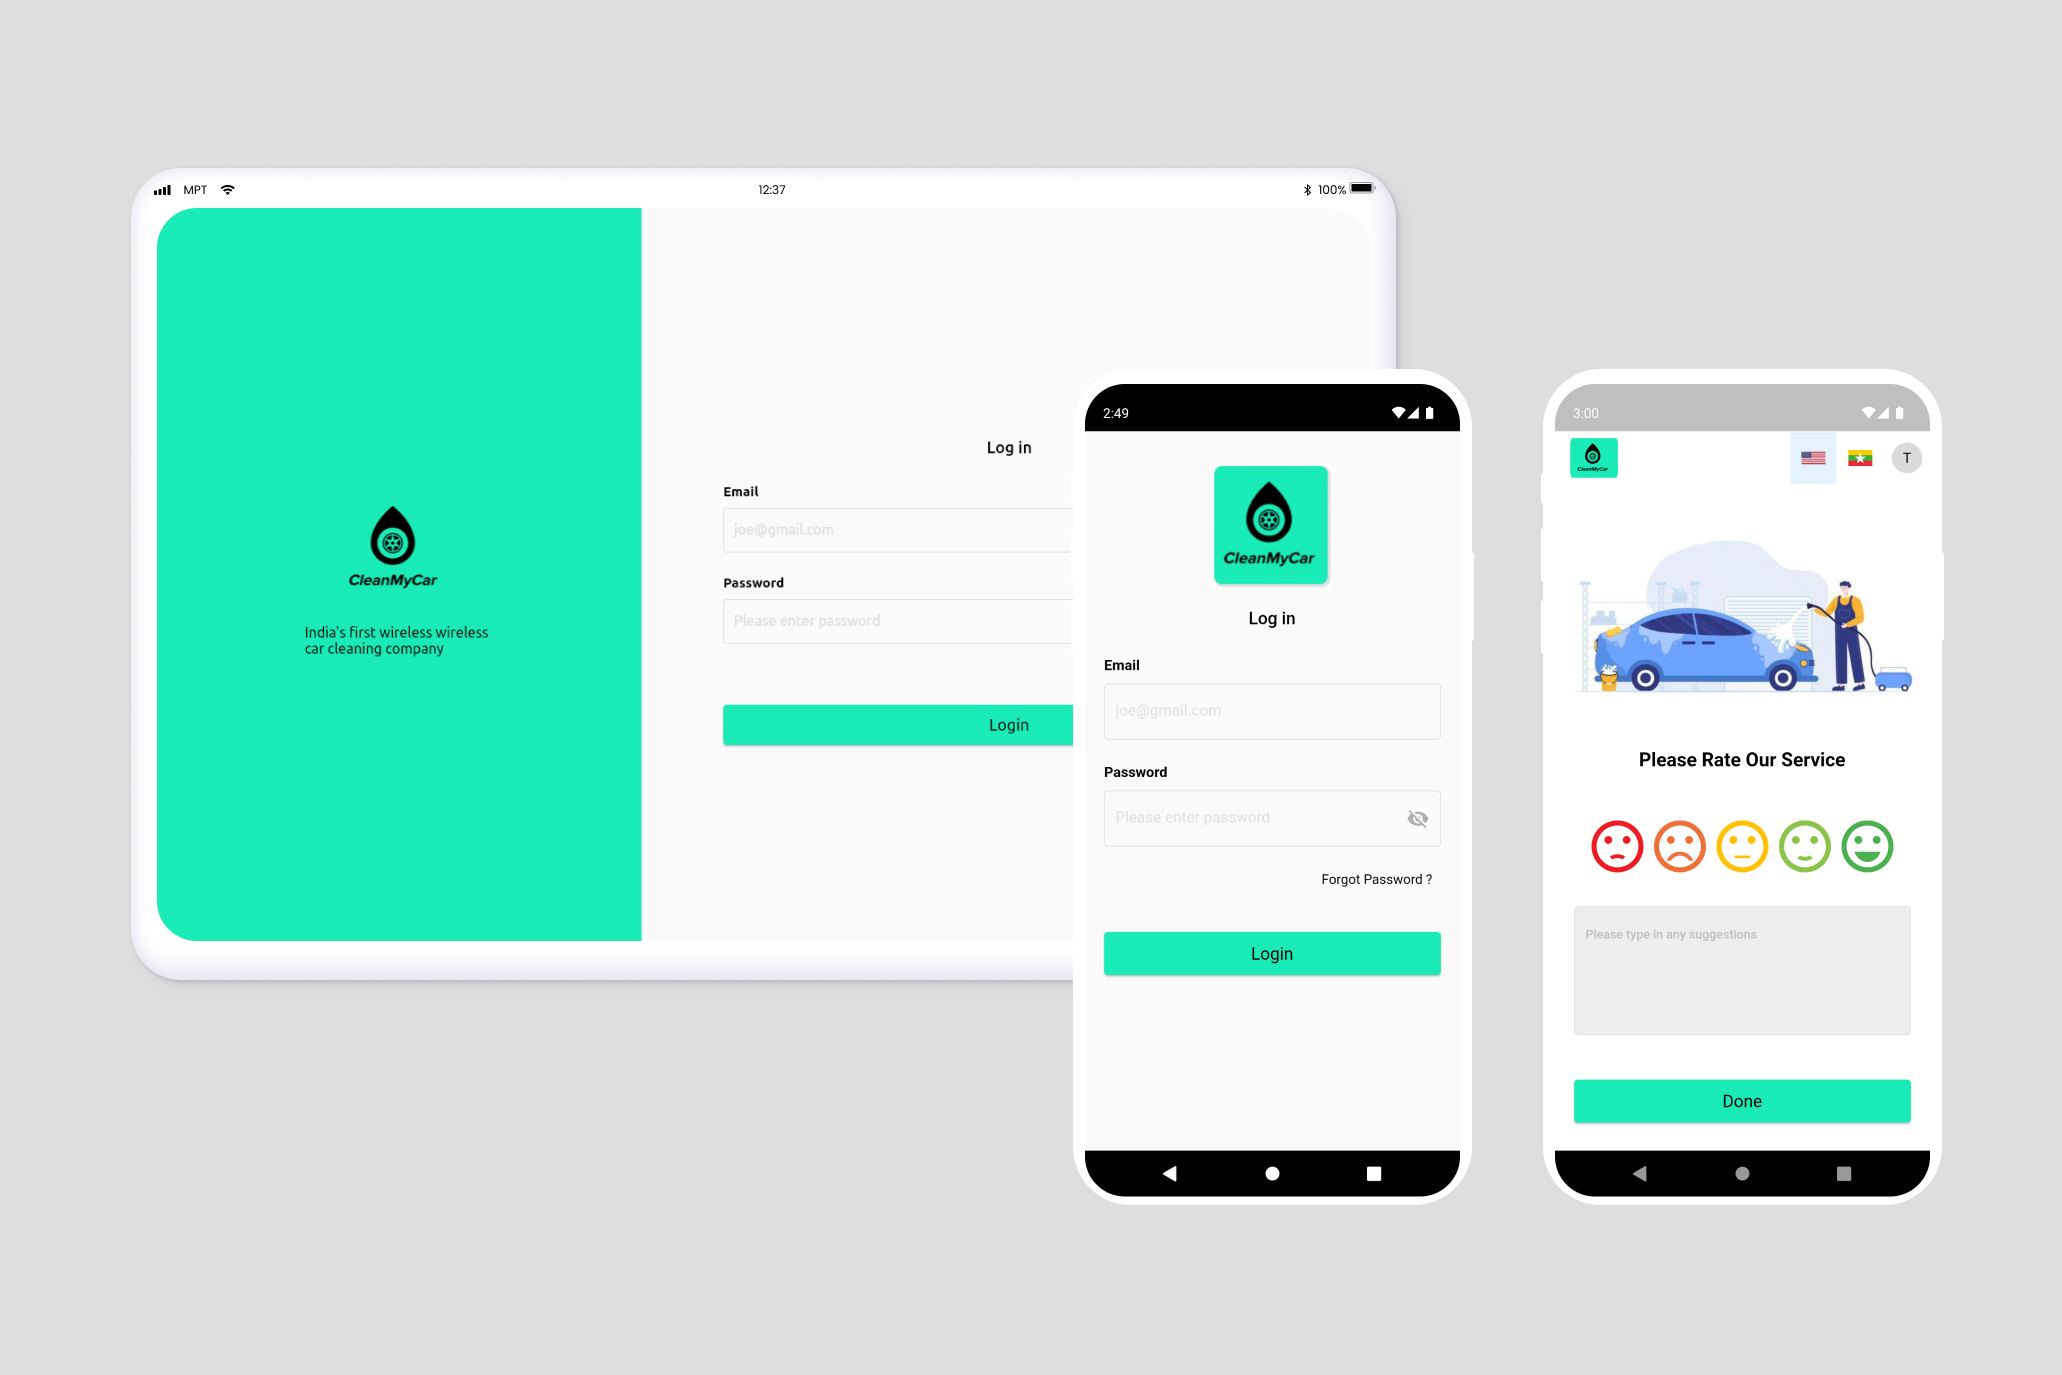 MPT
12:37
100%
CleanMyCar
India's first wireless wireless
car cleaning company
Log in
Email
joe@gmail.com
Password
Please enter password
Login
2:49
CleanMyCar
Log in
Email
joe@gmail.com
Password
Please enter password
Forgot Password ?
Login
3:00
CleanMyCar
T
Please Rate Our Service
Please type in any suggestions
Done